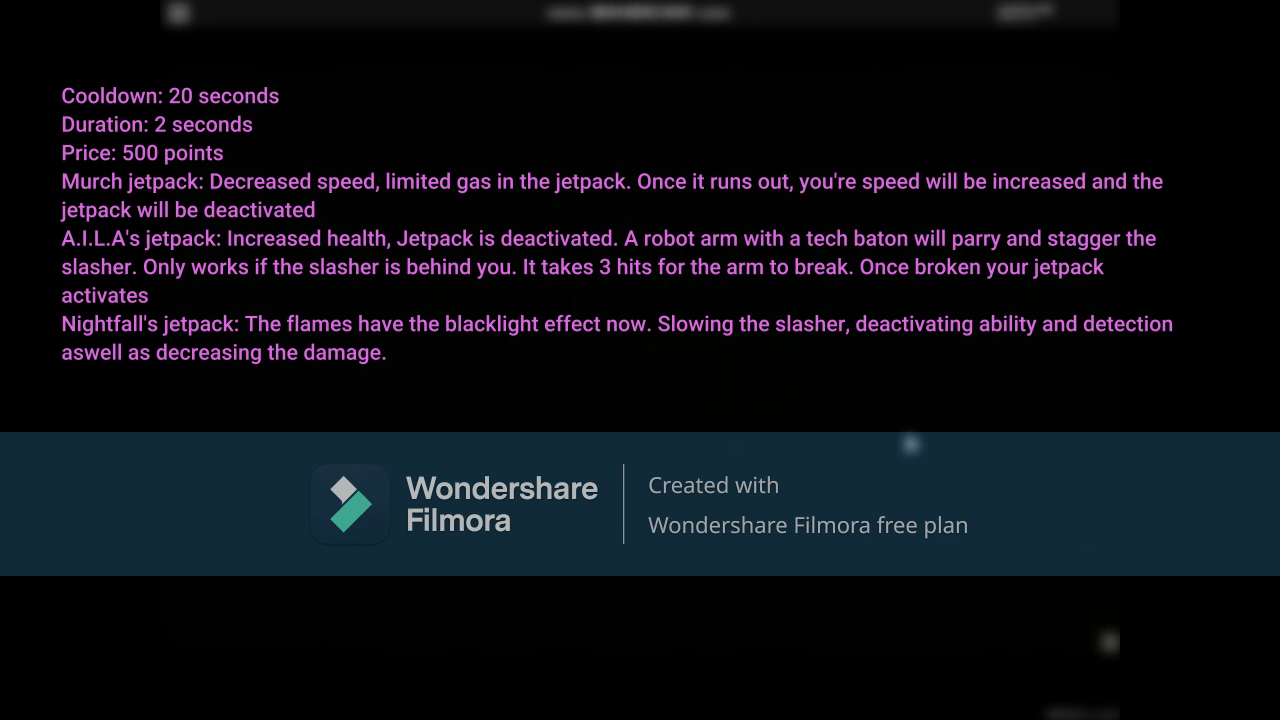 Cooldown: 20 seconds
Duration: 2 seconds
Price: 500 points
Murch jetpack: Decreased speed, limited gas in the jetpack. Once it runs out, you're speed will be increased and the
jetpack will be deactivated
A.I.L.A's jetpack: Increased health, Jetpack is deactivated. A robot arm with a tech baton will parry and stagger the
slasher. Only works if the slasher is behind you. It takes 3 hits for the arm to break. Once broken your jetpack
activates
Nightfall's jetpack: The flames have the blacklight effect now. Slowing the slasher, deactivating ability and detection
aswell as decreasing the damage.
Wondershare
Filmora
Created with
Wondershare Filmora free plan